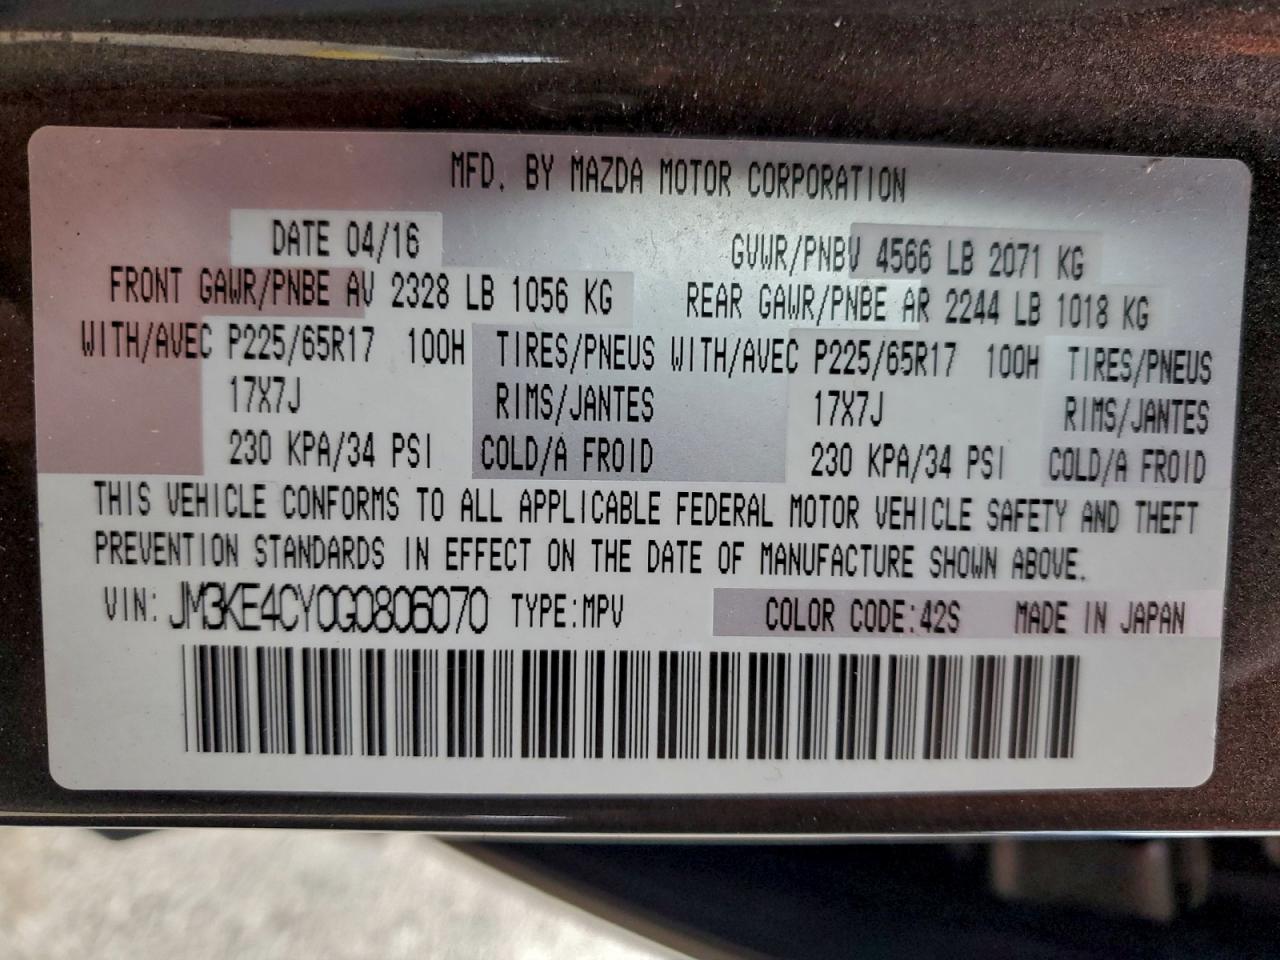 MFD. BY MAZDA MOTOR CORPORATION
DATE 04/16 GVWR/PNBV 4566 LB 2071 KG
FRONT GAWR/PNBE AV 2328 LB 1056 KG REAR GAWR/PNBE AR 2244 LB 1018 KG
WITH/AVEC P225/65R17 100H TIRES/PNEUS WITH/AVEC P225/65R17 100H TIRES/PNEUS
17X7J RIMS/JANTES 17X7J RIMS/JANTES
230 KPA/34 PSI COLD/A FROID 230 KPA/34 PSI COLD/A FROID
THIS VEHICLE CONFORMS TO ALL APPLICABLE FEDERAL MOTOR VEHICLE SAFETY AND THEFT
PREVENTION STANDARDS IN EFFECT ON THE DATE OF MANUFACTURE SHOWN ABOVE.
VIN: JM3KE4CY0G0806070 TYPE:MPV COLOR CODE:42S MADE IN JAPAN